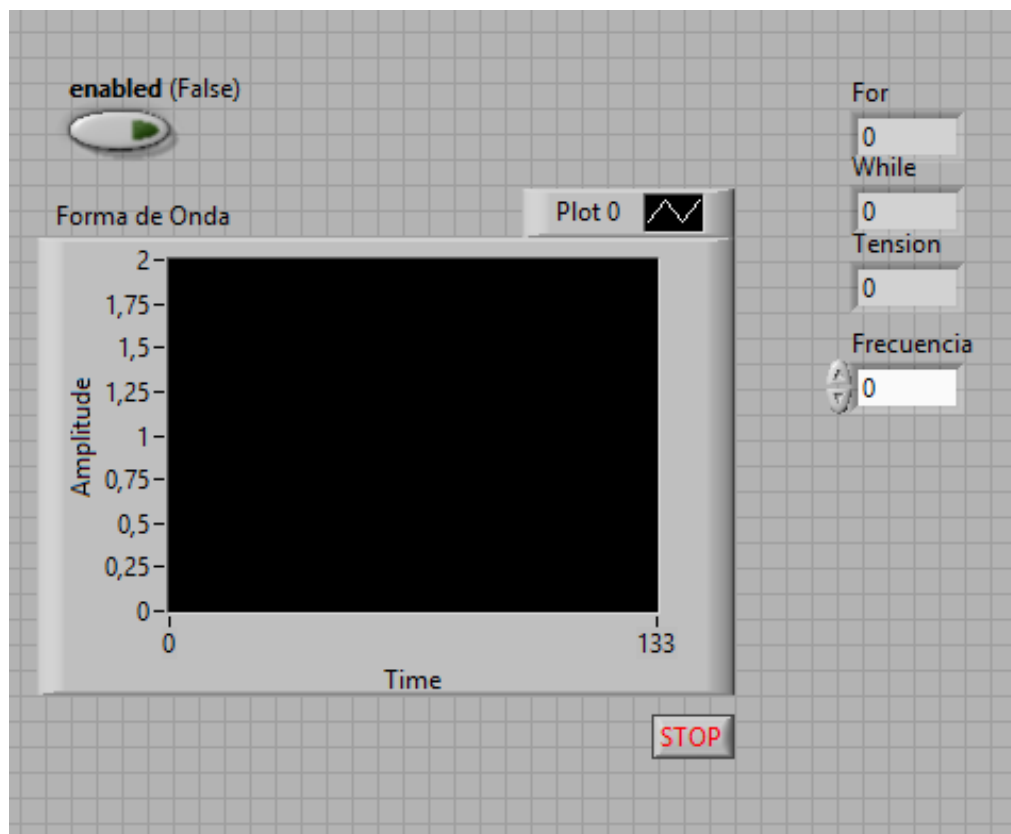 enabled (False)
For
0
While
0
Tension
0
Frecuencia
0
Forma de Onda
Plot 0
Amplitude
2
1,75
1,5
1,25
1
0,75
0,5
0,25
0
0
133
Time
STOP